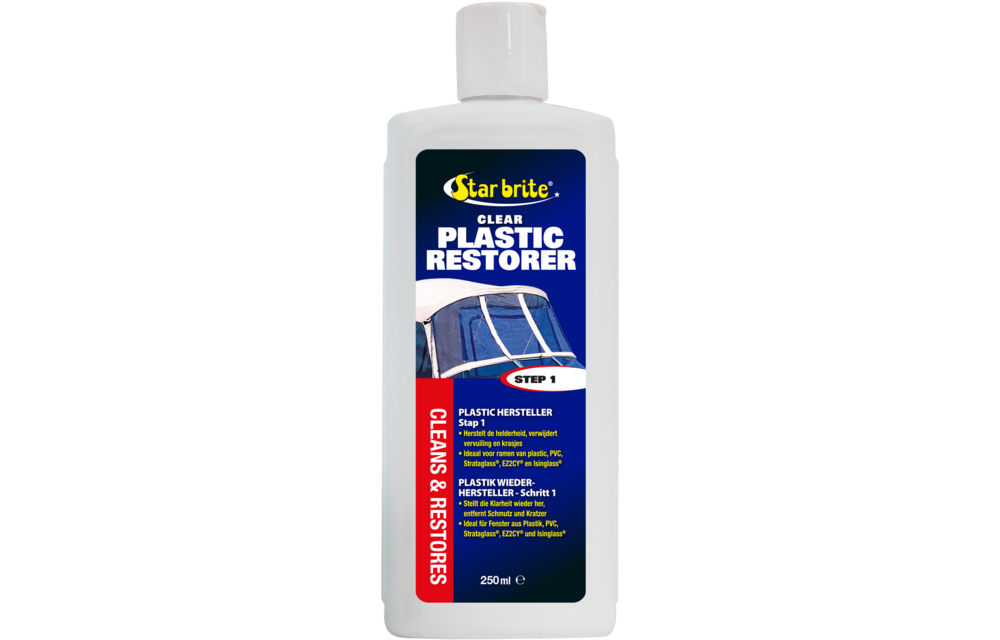 Star brite®
CLEAR
PLASTIC
RESTORER
STEP 1
CLEANS & RESTORES
PLASTIC HERSTELLER
Stap 1
• Herstelt de helderheid, verwijdert
vervuiling en krasjes
• Ideaal voor ramen van plastic, PVC,
Strataglass®, EZ2CY® en Isinglass®
PLASTIK WIEDER-
HERSTELLER - Schritt 1
• Stellt die Klarheit wieder her,
entfernt Schmutz und Kratzer
• Ideal für Fenster aus Plastik, PVC,
Strataglass®, EZ2CY® und Isinglass®
250 ml ℮